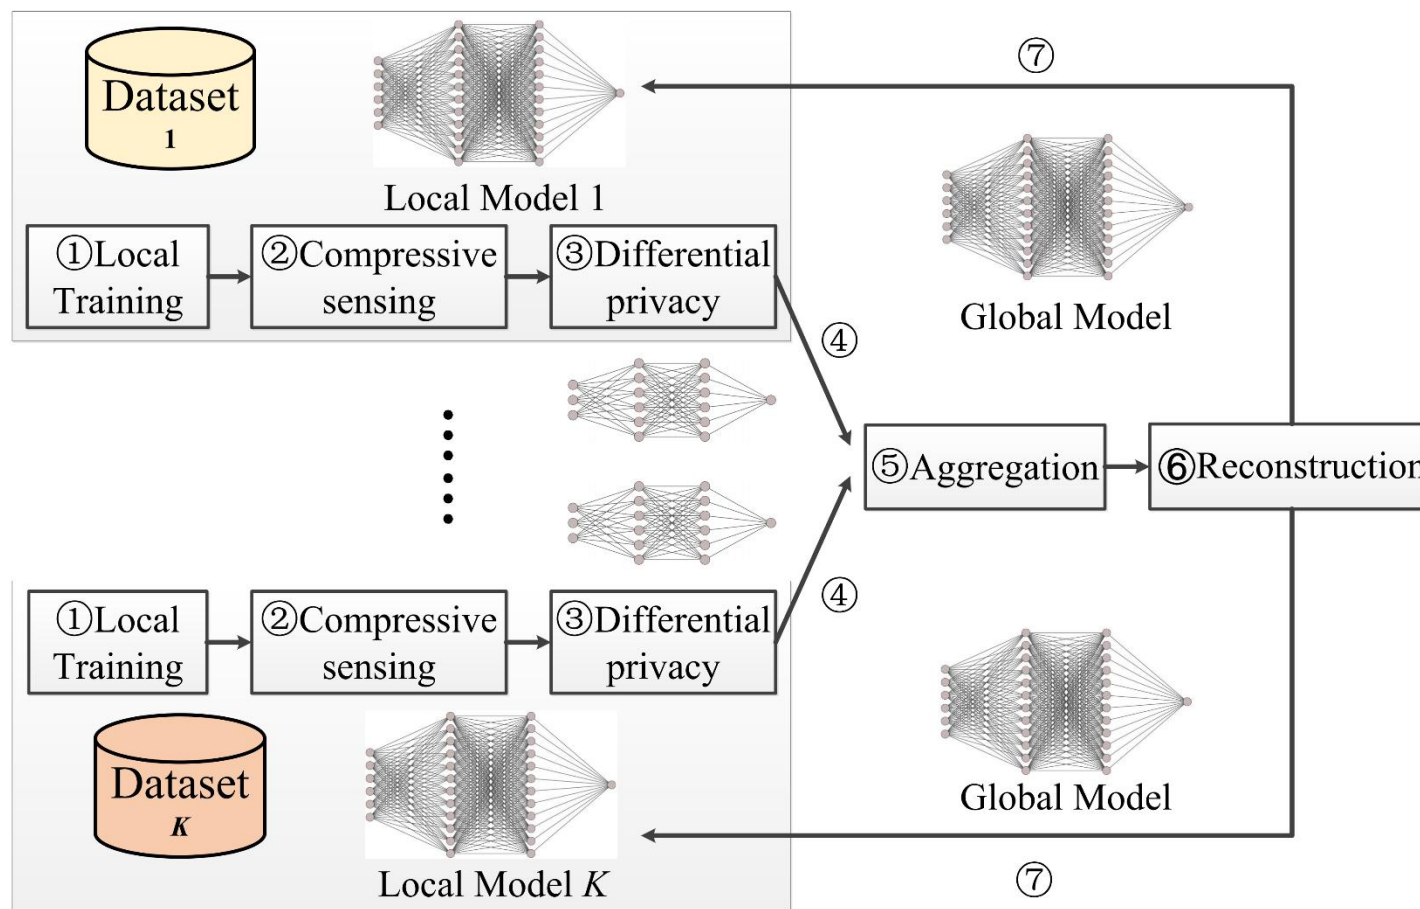 Dataset
1
Local Model 1
①Local
Training
②Compressive
sensing
③Differential
privacy
④
⑦
Global Model
⑤Aggregation
⑥Reconstruction
①Local
Training
②Compressive
sensing
③Differential
privacy
④
Dataset
K
Local Model K
Global Model
⑦